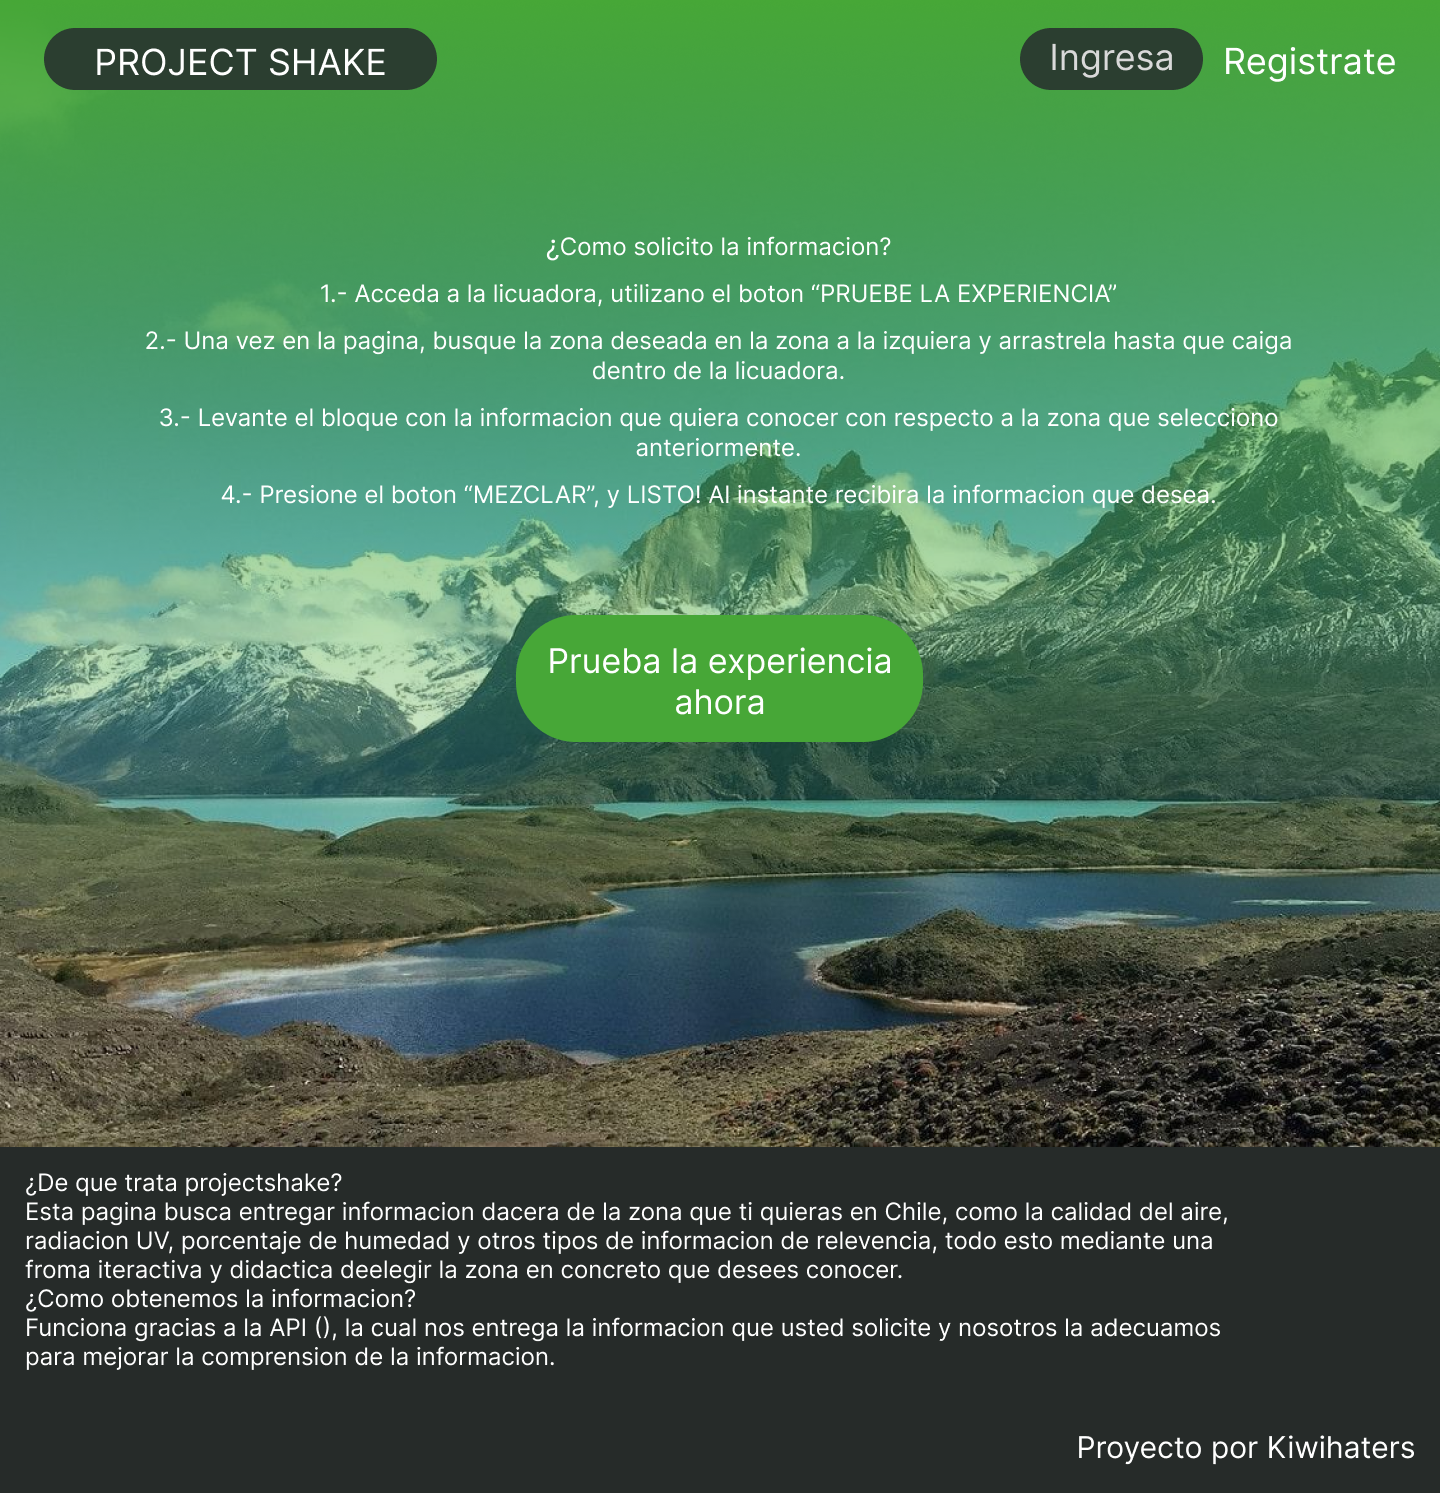 PROJECT SHAKE
Ingresa
Registrate
¿Como solicito la informacion?
1.- Acceda a la licuadora, utilizano el boton “PRUEBE LA EXPERIENCIA”
2.- Una vez en la pagina, busque la zona deseada en la zona a la izquiera y arrastrela hasta que caiga
dentro de la licuadora.
3.- Levante el bloque con la informacion que quiera conocer con respecto a la zona que selecciono
anteriormente.
4.- Presione el boton “MEZCLAR”, y LISTO! Al instante recibira la informacion que desea.
Prueba la experiencia
ahora
¿De que trata projectshake?
Esta pagina busca entregar informacion dacera de la zona que ti quieras en Chile, como la calidad del aire,
radiacion UV, porcentaje de humedad y otros tipos de informacion de relevencia, todo esto mediante una
froma iteractiva y didactica deelegir la zona en concreto que desees conocer.
¿Como obtenemos la informacion?
Funciona gracias a la API (), la cual nos entrega la informacion que usted solicite y nosotros la adecuamos
para mejorar la comprension de la informacion.
Proyecto por Kiwihaters